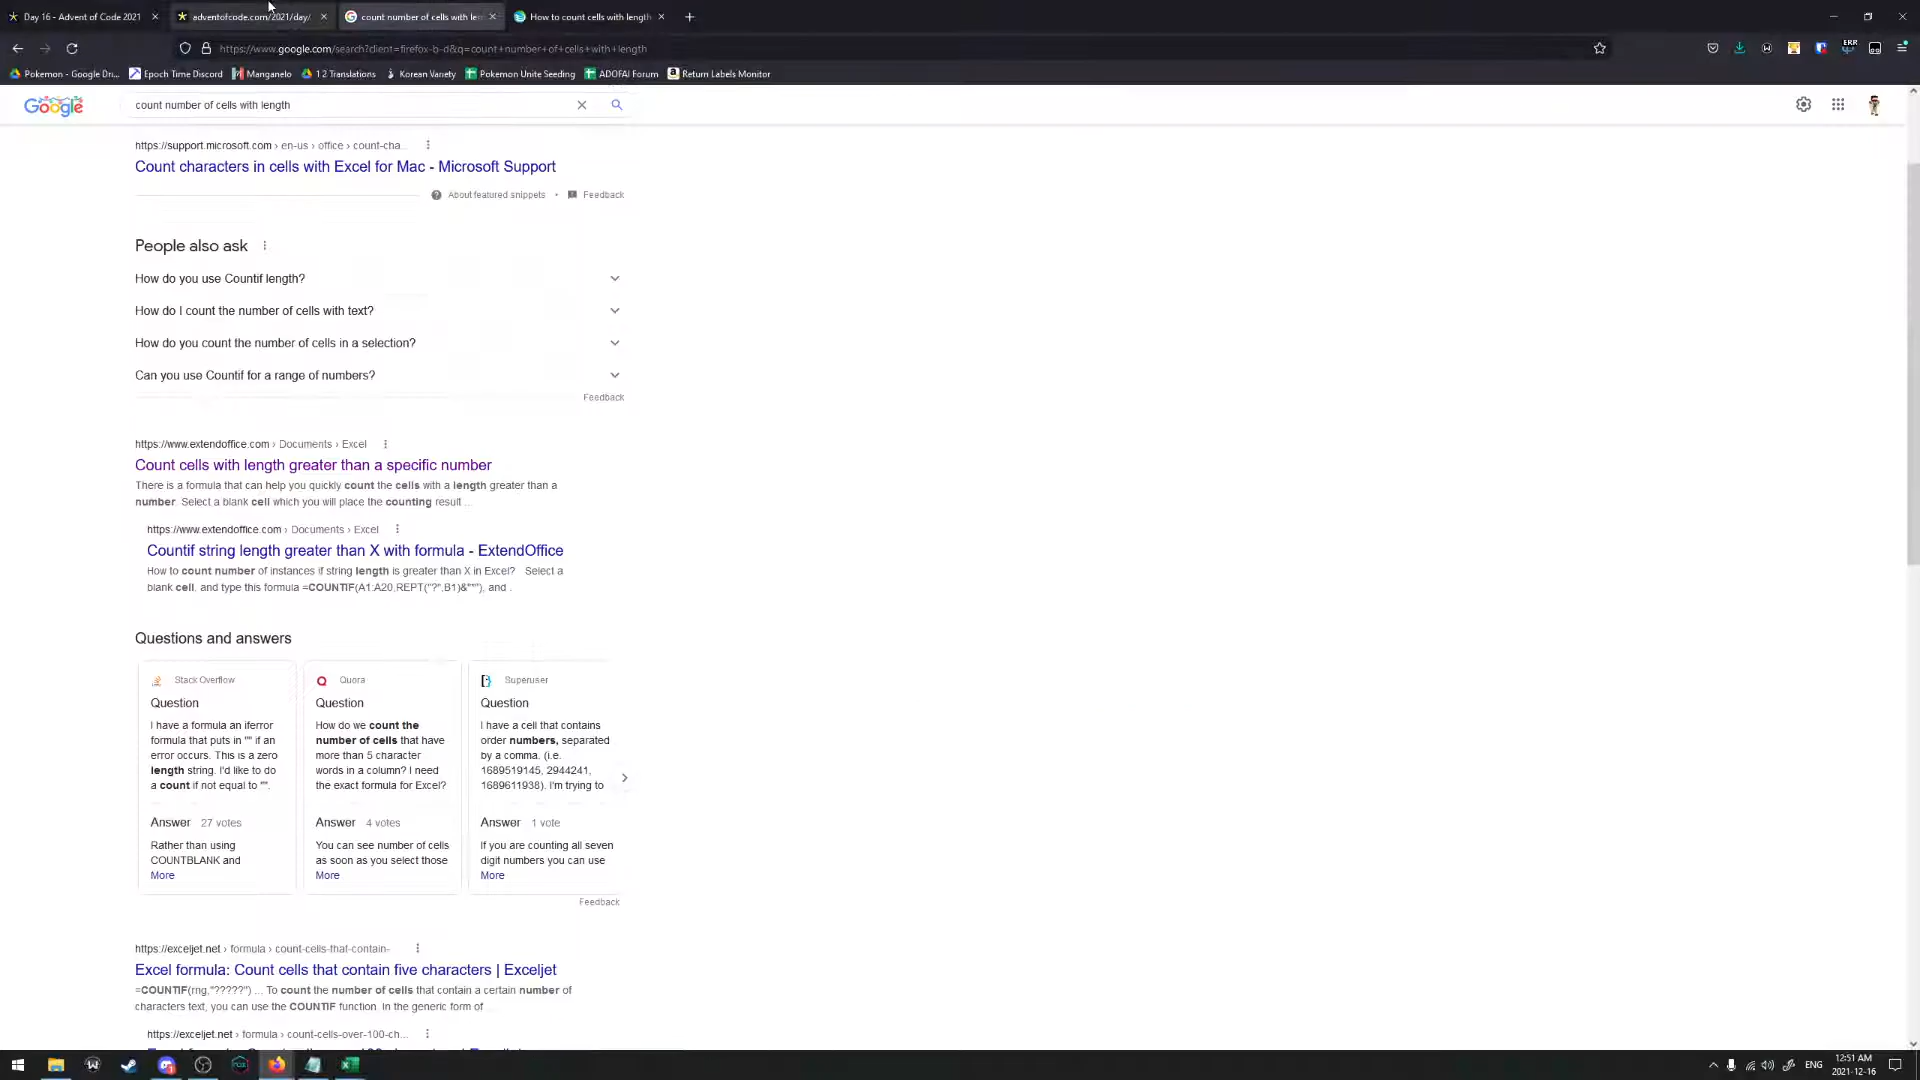 Day 16 - Advent of Code 2021
adventofcode.com/2021/day/
count number of cells with len
How to count cells with length
https://www.google.com/search?client=firefox-b-d&q=count+number+of+cells+with+length
ERR
Pokemon - Google Dri...
Epoch Time Discord
Manganelo
1 2 Translations
Korean Variety
Pokemon Unite Seeding
ADOFAI Forum
Return Labels Monitor
Google
count number of cells with length
https://support.microsoft.com › en-us › office › count-cha...
Count characters in cells with Excel for Mac - Microsoft Support
About featured snippets • Feedback
People also ask
How do you use Countif length?
How do I count the number of cells with text?
How do you count the number of cells in a selection?
Can you use Countif for a range of numbers?
Feedback
https://www.extendoffice.com › Documents › Excel
Count cells with length greater than a specific number
There is a formula that can help you quickly count the cells with a length greater than a
number. Select a blank cell which you will place the counting result ...
https://www.extendoffice.com › Documents › Excel
Countif string length greater than X with formula - ExtendOffice
How to count number of instances if string length is greater than X in Excel? Select a
blank cell, and type this formula =COUNTIF(A1:A20,REPT("?",B1)&"*"), and .
Questions and answers
Stack Overflow
Question
I have a formula an iferror
formula that puts in "" if an
error occurs. This is a zero
length string. I'd like to do
a count if not equal to "".
Answer 27 votes
Rather than using
COUNTBLANK and
More
Quora
Question
How do we count the
number of cells that have
more than 5 character
words in a column? I need
the exact formula for Excel?
Answer 4 votes
You can see number of cells
as soon as you select those
More
Superuser
Question
I have a cell that contains
order numbers, separated
by a comma. (i.e.
1689519145, 2944241,
1689611938). I'm trying to
Answer 1 vote
If you are counting all seven
digit numbers you can use
More
Feedback
https://exceljet.net › formula › count-cells-that-contain-
Excel formula: Count cells that contain five characters | Exceljet
=COUNTIF(rng,"?????") ... To count the number of cells that contain a certain number of
characters text, you can use the COUNTIF function. In the generic form of
https://exceljet.net › formula › count-cells-over-100-ch...
ENG
12:51 AM
2021-12-16